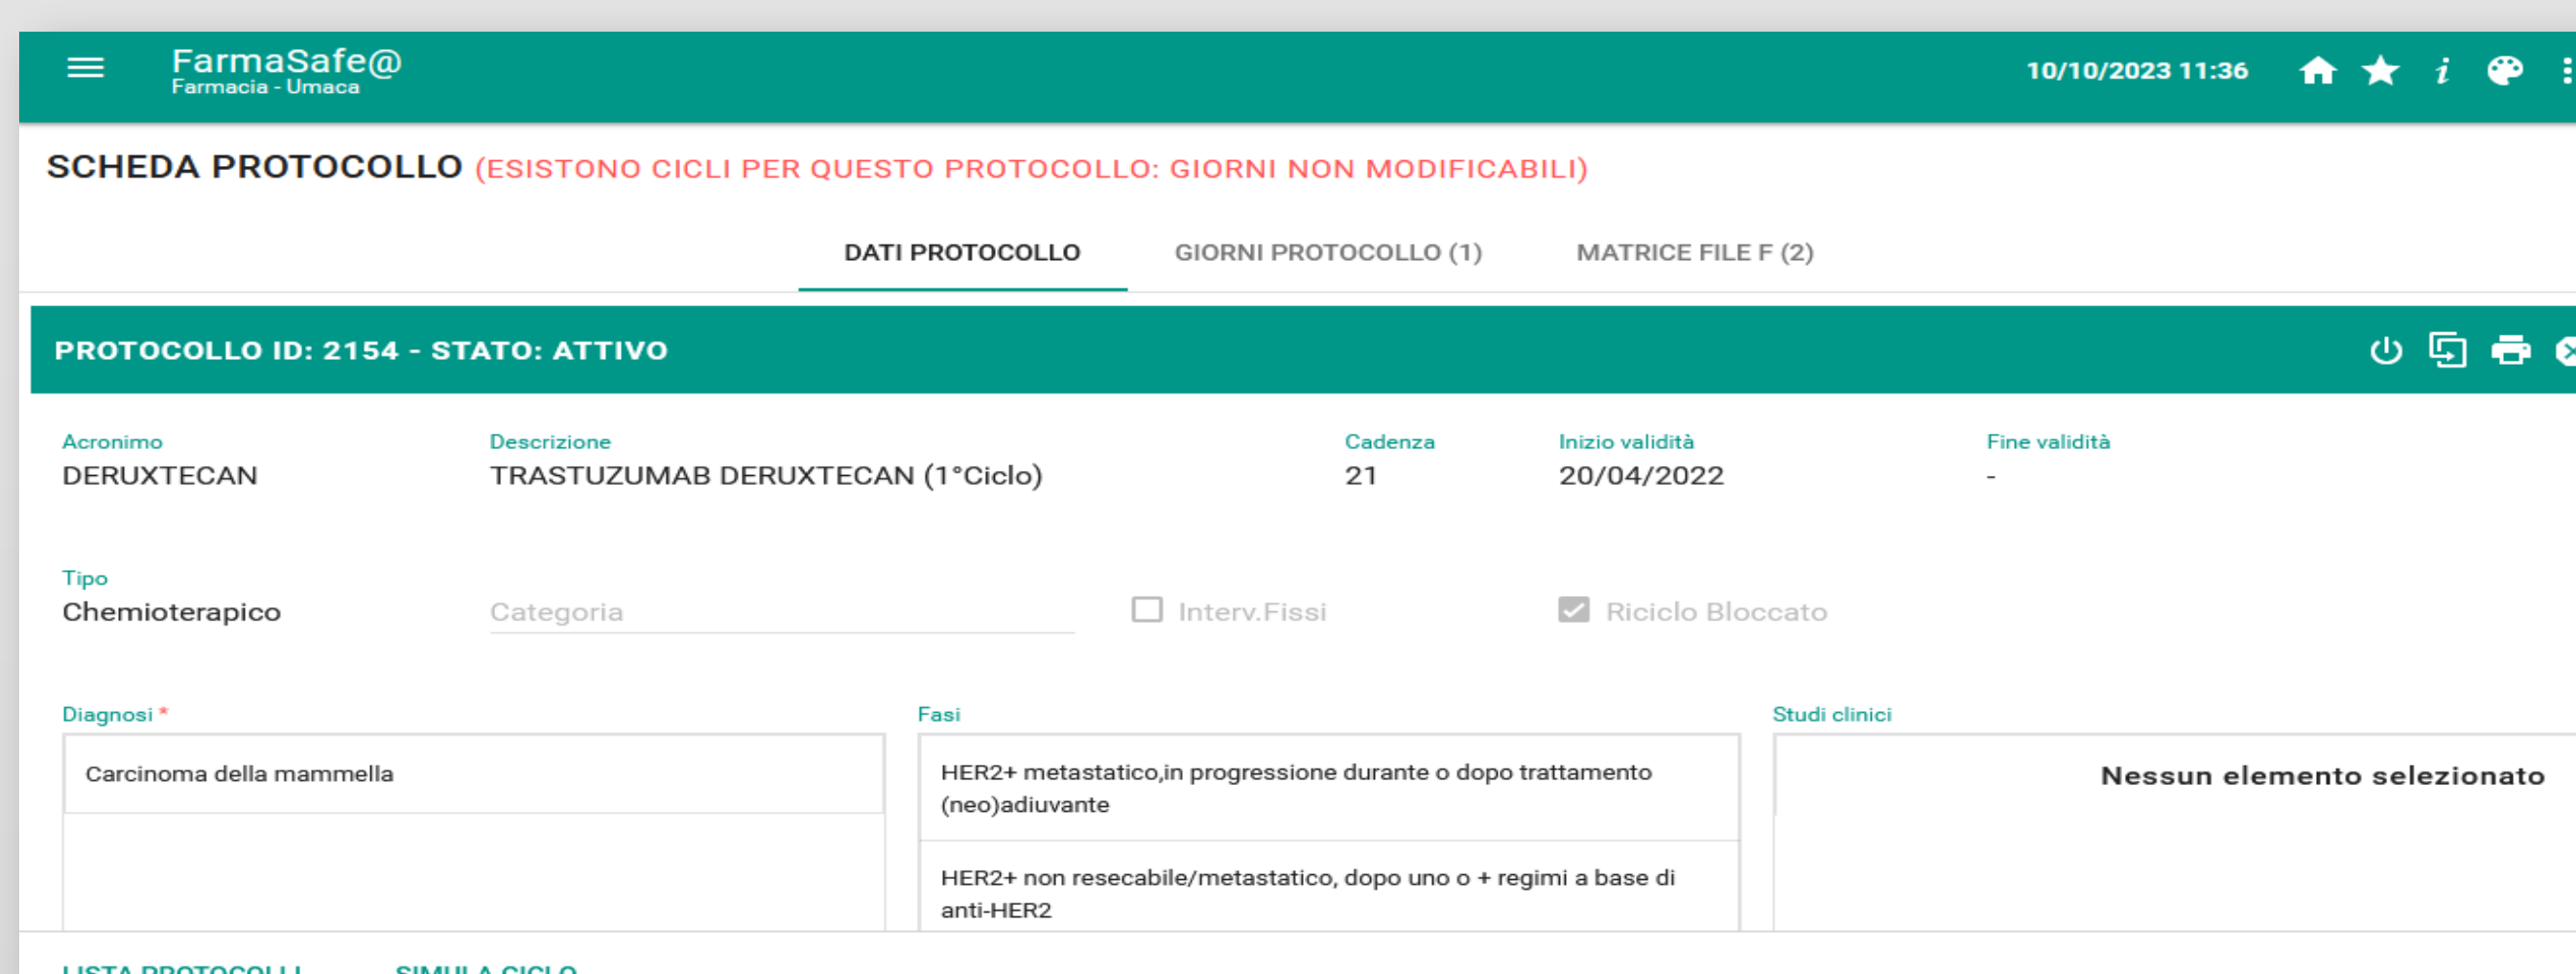 FarmaSafe@
Farmacia - Umaca
10/10/2023 11:36
SCHEDA PROTOCOLLO (ESISTONO CICLI PER QUESTO PROTOCOLLO: GIORNI NON MODIFICABILI)
DATI PROTOCOLLO GIORNI PROTOCOLLO (1) MATRICE FILE F (2)
PROTOCOLLO ID: 2154 - STATO: ATTIVO
Acronimo Descrizione Cadenza Inizio validità Fine validità
DERUXTECAN TRASTUZUMAB DERUXTECAN (1°Ciclo) 21 20/04/2022 -
Tipo
Chemioterapico Categoria Interv.Fissi Riciclo Bloccato
Diagnosi * Fasi Studi clinici
Carcinoma della mammella
HER2+ metastatico,in progressione durante o dopo trattamento
(neo)adiuvante
Nessun elemento selezionato
HER2+ non resecabile/metastatico, dopo uno o + regimi a base di
anti-HER2
LISTA PROTOCOLLI SIMULA CICLO